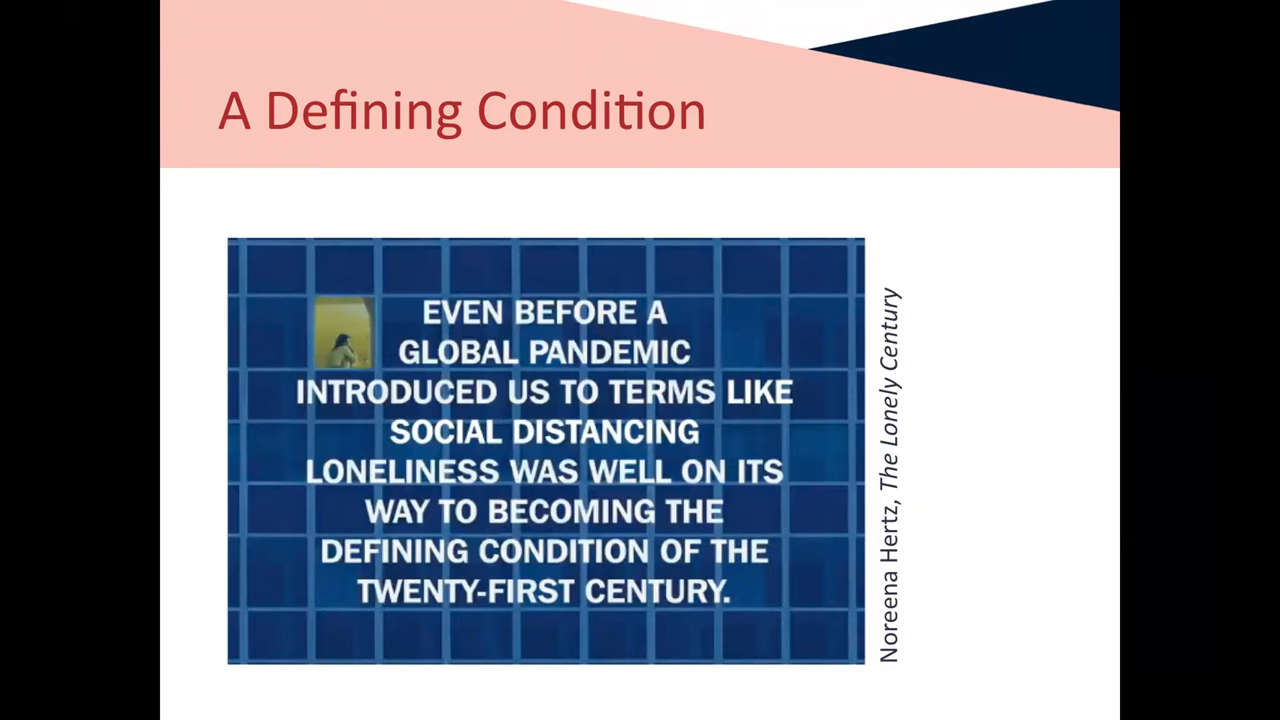 A Defining Condition
EVEN BEFORE A
GLOBAL PANDEMIC
INTRODUCED US TO TERMS LIKE
SOCIAL DISTANCING
LONELINESS WAS WELL ON ITS
WAY TO BECOMING THE
DEFINING CONDITION OF THE
TWENTY-FIRST CENTURY.
Noreena Hertz, The Lonely Century